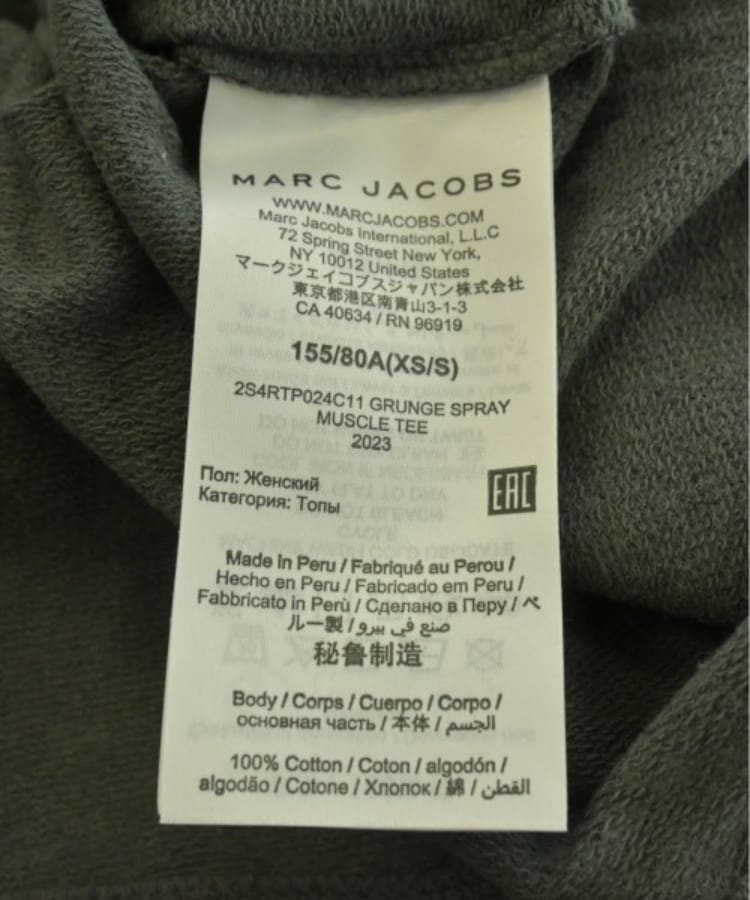 MARC JACOBS
WWW.MARCJACOBS.COM
Marc Jacobs International, L.L.C
72 Spring Street New York,
NY 10012 United States
マークジェイコブスジャパン株式会社
東京都港区南青山3-1-3
CA 40634 / RN 96919
155/80A(XS/S)
2S4RTP024C11 GRUNGE SPRAY
MUSCLE TEE
2023
Пол: Женский
Категория: Топы
EAC
Made in Peru / Fabriqué au Perou /
Hecho en Peru / Fabricado em Peru /
Fabbricato in Perù / Сделано в Перу / ペ
ルー製 / صنع في بيرو
秘鲁制造
Body / Corps / Cuerpo / Corpo /
основная часть / 本体 / الجسم
100% Cotton / Coton / algodón /
algodão / Cotone / Хлопок / 綿 / القطن